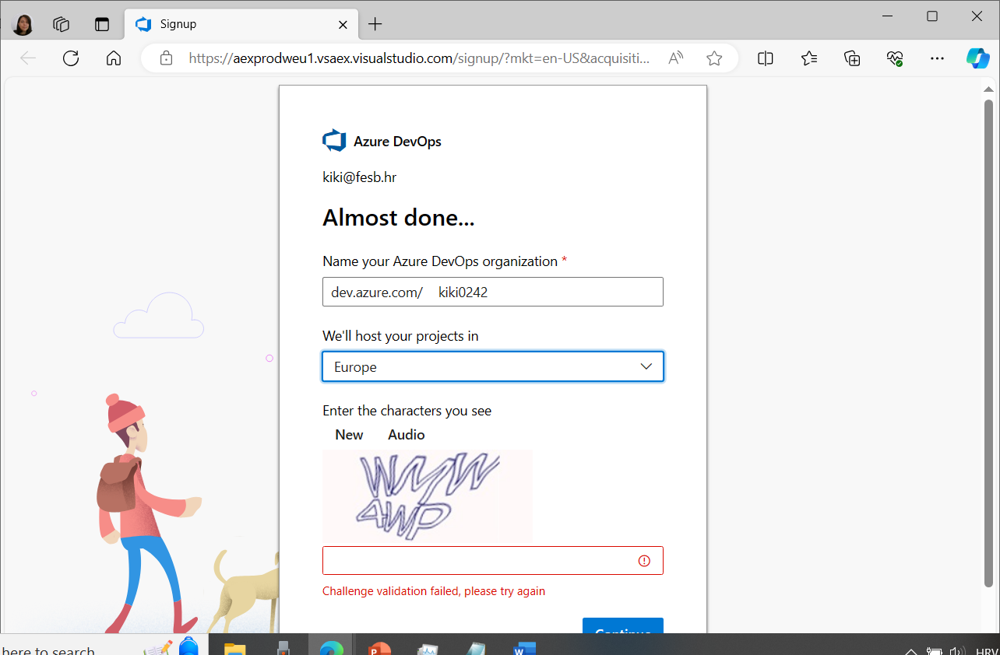 Signup
https://aexprodweu1.vsaex.visualstudio.com/signup/?mkt=en-US&acquisiti...
Azure DevOps
kiki@fesb.hr
Almost done...
Name your Azure DevOps organization *
dev.azure.com/ kiki0242
We'll host your projects in
Europe
Enter the characters you see
New Audio
Challenge validation failed, please try again
Continue
here to search
HRV